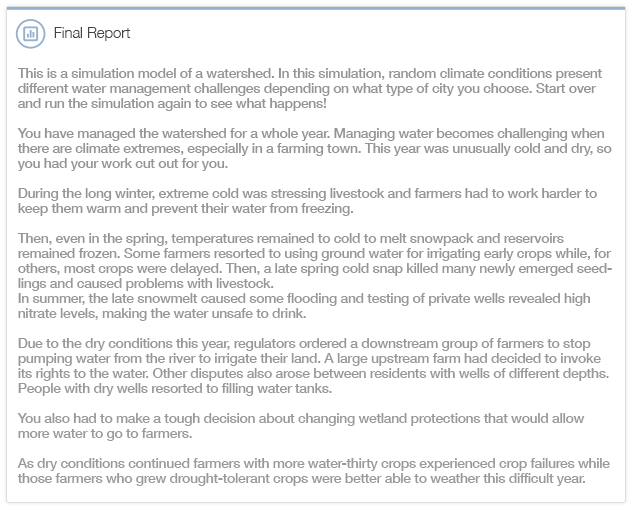 Final Report
This is a simulation model of a watershed. In this simulation, random climate conditions present
different water management challenges depending on what type of city you choose. Start over
and run the simulation again to see what happens!
You have managed the watershed for a whole year. Managing water becomes challenging when
there are climate extremes, especially in a farming town. This year was unusually cold and dry, so
you had your work cut out for you.
During the long winter, extreme cold was stressing livestock and farmers had to work harder to
keep them warm and prevent their water from freezing.
Then, even in the spring, temperatures remained to cold to melt snowpack and reservoirs
remained frozen. Some farmers resorted to using ground water for irrigating early crops while, for
others, most crops were delayed. Then, a late spring cold snap killed many newly emerged seed-
lings and caused problems with livestock.
In summer, the late snowmelt caused some flooding and testing of private wells revealed high
nitrate levels, making the water unsafe to drink.
Due to the dry conditions this year, regulators ordered a downstream group of farmers to stop
pumping water from the river to irrigate their land. A large upstream farm had decided to invoke
its rights to the water. Other disputes also arose between residents with wells of different depths.
People with dry wells resorted to filling water tanks.
You also had to make a tough decision about changing wetland protections that would allow
more water to go to farmers.
As dry conditions continued farmers with more water-thirty crops experienced crop failures while
those farmers who grew drought-tolerant crops were better able to weather this difficult year.